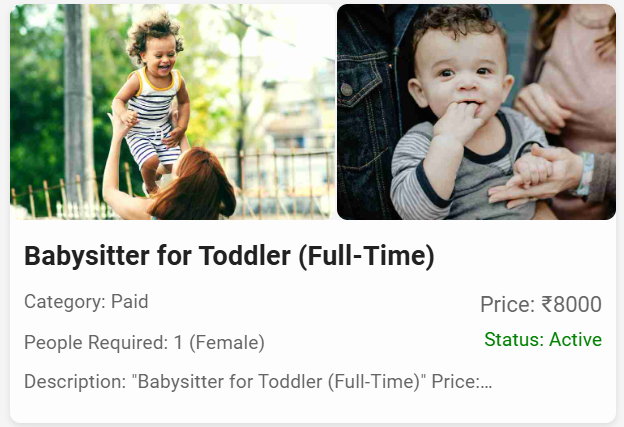 Babysitter for Toddler (Full-Time)
Category: Paid
Price: ₹8000
People Required: 1 (Female)
Status: Active
Description: "Babysitter for Toddler (Full-Time)" Price:...